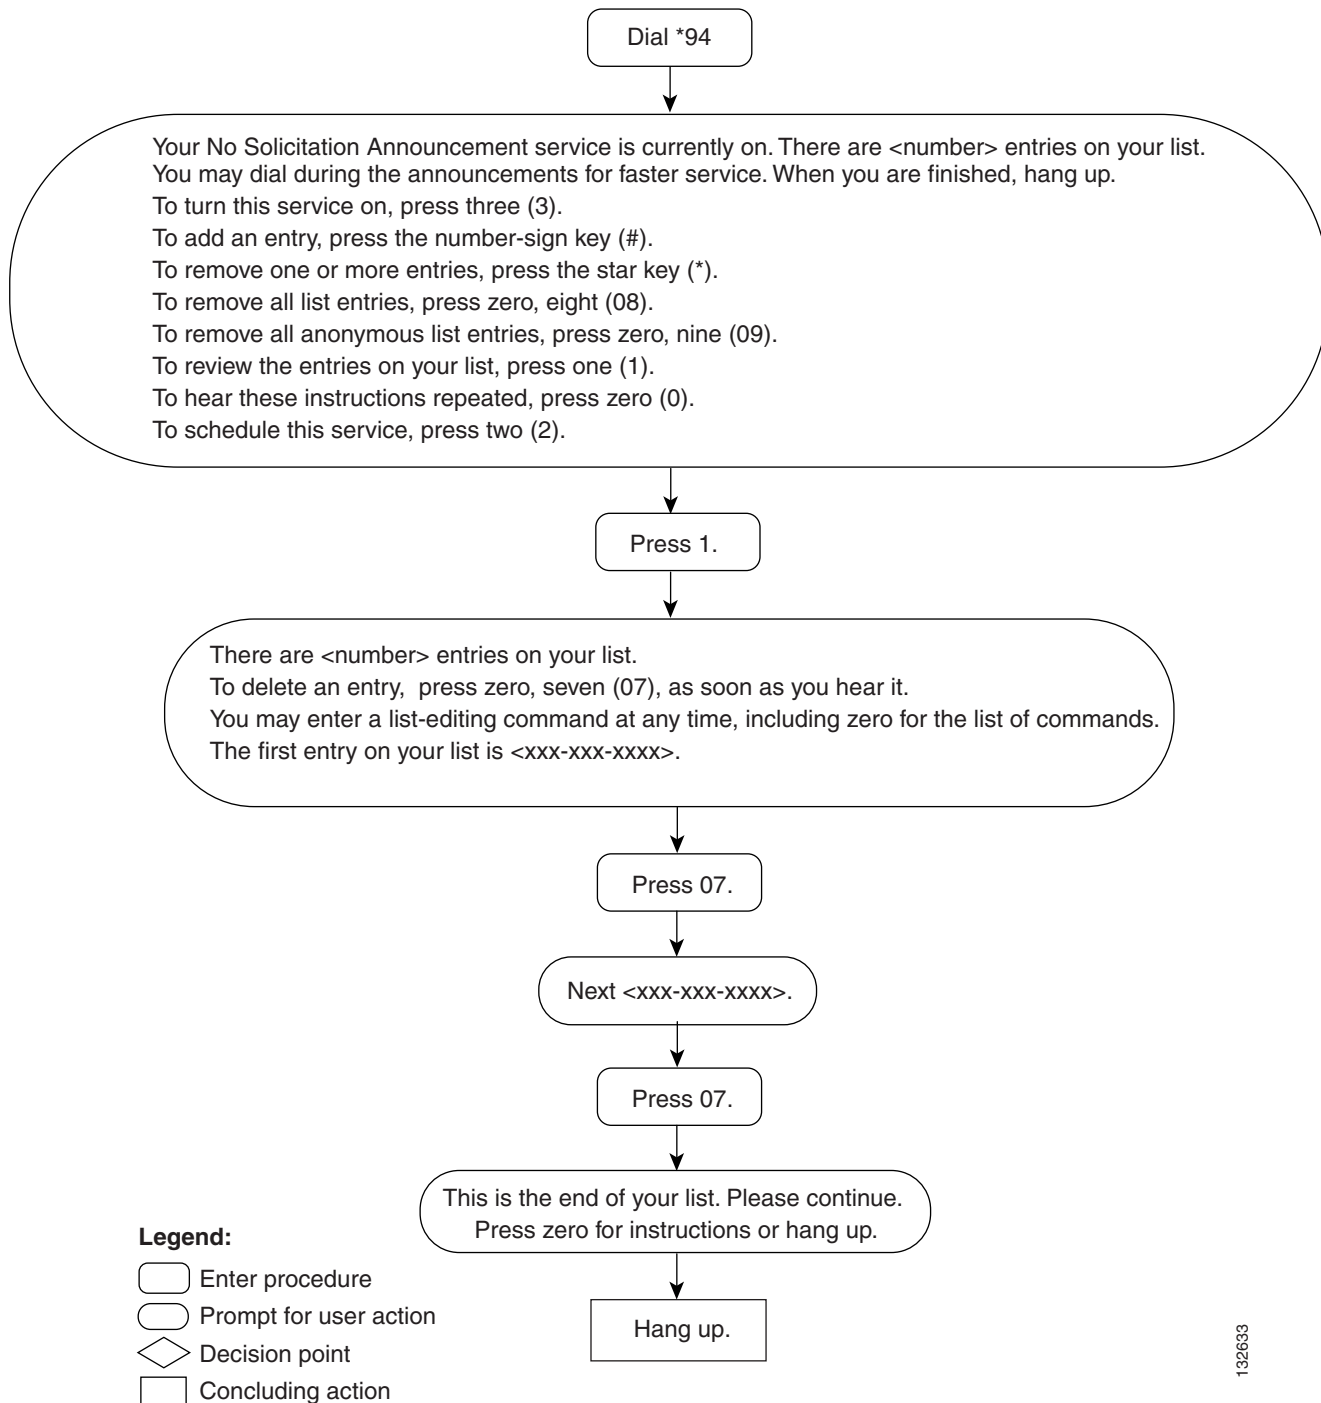 Dial *94
Your No Solicitation Announcement service is currently on. There are <number> entries on your list.
You may dial during the announcements for faster service. When you are finished, hang up.
To turn this service on, press three (3).
To add an entry, press the number-sign key (#).
To remove one or more entries, press the star key (*).
To remove all list entries, press zero, eight (08).
To remove all anonymous list entries, press zero, nine (09).
To review the entries on your list, press one (1).
To hear these instructions repeated, press zero (0).
To schedule this service, press two (2).
Press 1.
There are <number> entries on your list.
To delete an entry, press zero, seven (07), as soon as you hear it.
You may enter a list-editing command at any time, including zero for the list of commands.
The first entry on your list is <xxx-xxx-xxxx>.
Press 07.
Next <xxx-xxx-xxxx>.
Press 07.
This is the end of your list. Please continue.
Press zero for instructions or hang up.
Hang up.
Legend:
Enter procedure
Prompt for user action
Decision point
Concluding action
132633